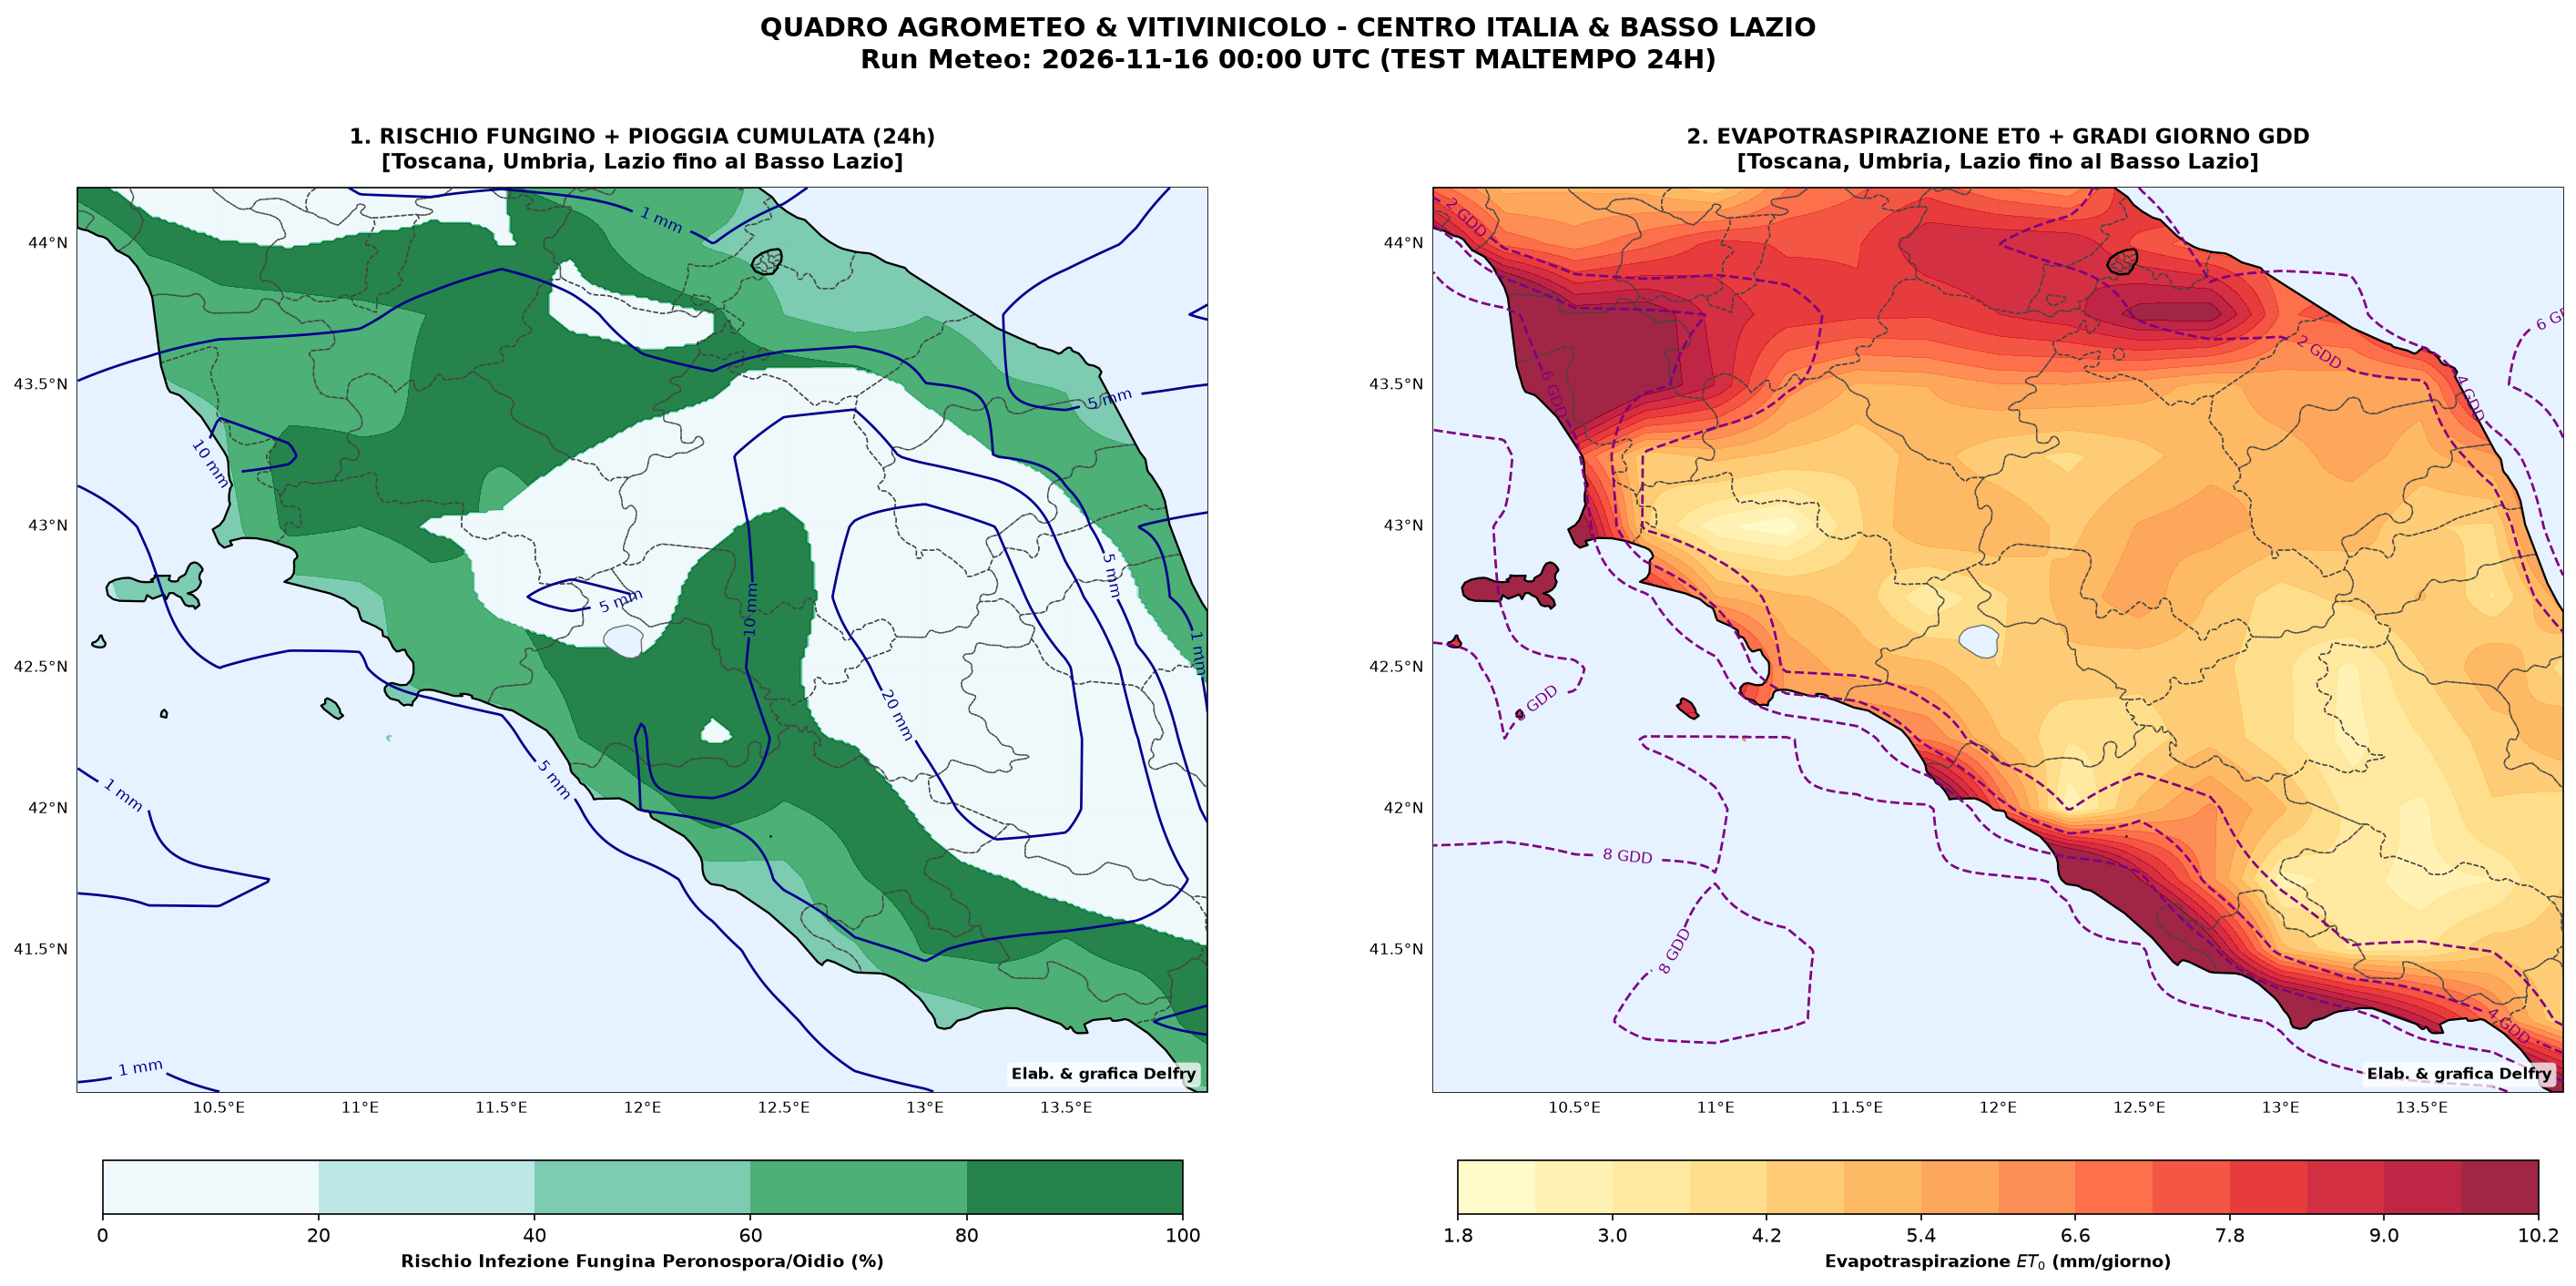 QUADRO AGROMETEO & VITIVINICOLO - CENTRO ITALIA & BASSO LAZIO
Run Meteo: 2026-11-16 00:00 UTC (TEST MALTEMPO 24H)
1. RISCHIO FUNGINO + PIOGGIA CUMULATA (24h)
[Toscana, Umbria, Lazio fino al Basso Lazio]
44°N
43.5°N
43°N
42.5°N
42°N
41.5°N
1 mm
5 mm
10 mm
5 mm
5 mm
10 mm
1 mm
20 mm
5 mm
1 mm
1 mm
Elab. & grafica Delfry
10.5°E
11°E
11.5°E
12°E
12.5°E
13°E
13.5°E
0
20
40
60
80
100
Rischio Infezione Fungina Peronospora/Oidio (%)
2. EVAPOTRASPIRAZIONE ET0 + GRADI GIORNO GDD
[Toscana, Umbria, Lazio fino al Basso Lazio]
44°N
43.5°N
43°N
42.5°N
42°N
41.5°N
2 GDD
6 GD
2 GDD
6 GDD
4 GDD
GDD
8 GDD
8 GDD
4 GDD
Elab. & grafica Delfry
10.5°E
11°E
11.5°E
12°E
12.5°E
13°E
13.5°E
1.8
3.0
4.2
5.4
6.6
7.8
9.0
10.2
Evapotraspirazione ET₀ (mm/giorno)